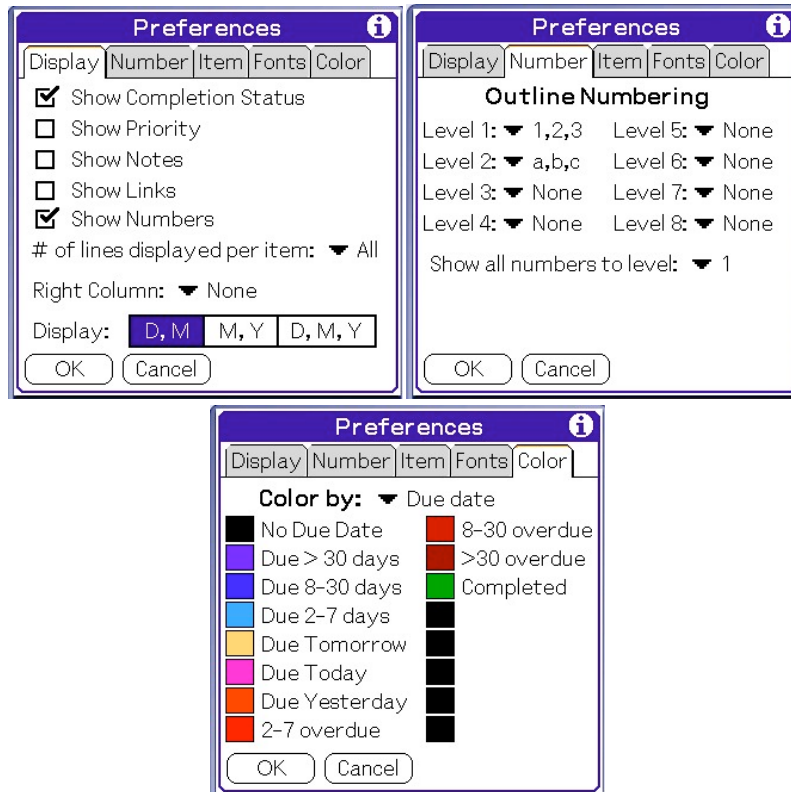 Preferences
Display Number Item Fonts Color
Show Completion Status
Show Priority
Show Notes
Show Links
Show Numbers
# of lines displayed per item: All
Right Column: None
Display: D, M M, Y D, M, Y
OK Cancel
Preferences
Display Number Item Fonts Color
Outline Numbering
Level 1: 1,2,3 Level 5: None
Level 2: a,b,c Level 6: None
Level 3: None Level 7: None
Level 4: None Level 8: None
Show all numbers to level: 1
OK Cancel
Preferences
Display Number Item Fonts Color
Color by: Due date
No Due Date 8-30 overdue
Due > 30 days >30 overdue
Due 8-30 days Completed
Due 2-7 days
Due Tomorrow
Due Today
Due Yesterday
2-7 overdue
OK Cancel